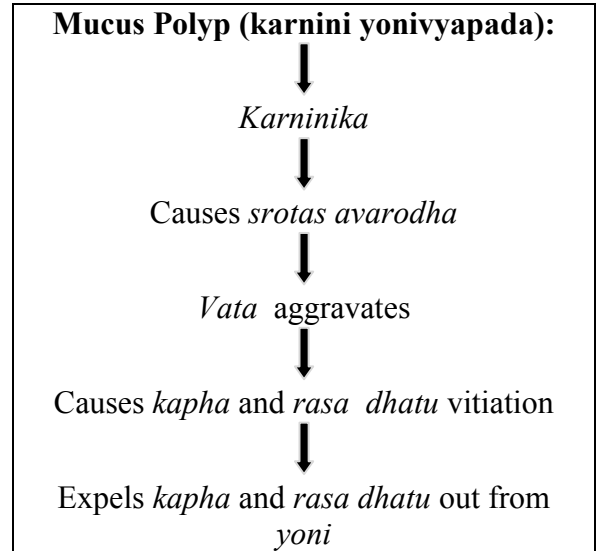 Mucus Polyp (karnini yonivyapada):
Karninika
Causes srotas avarodha
Vata aggravates
Causes kapha and rasa dhatu vitiation
Expels kapha and rasa dhatu out from
yoni